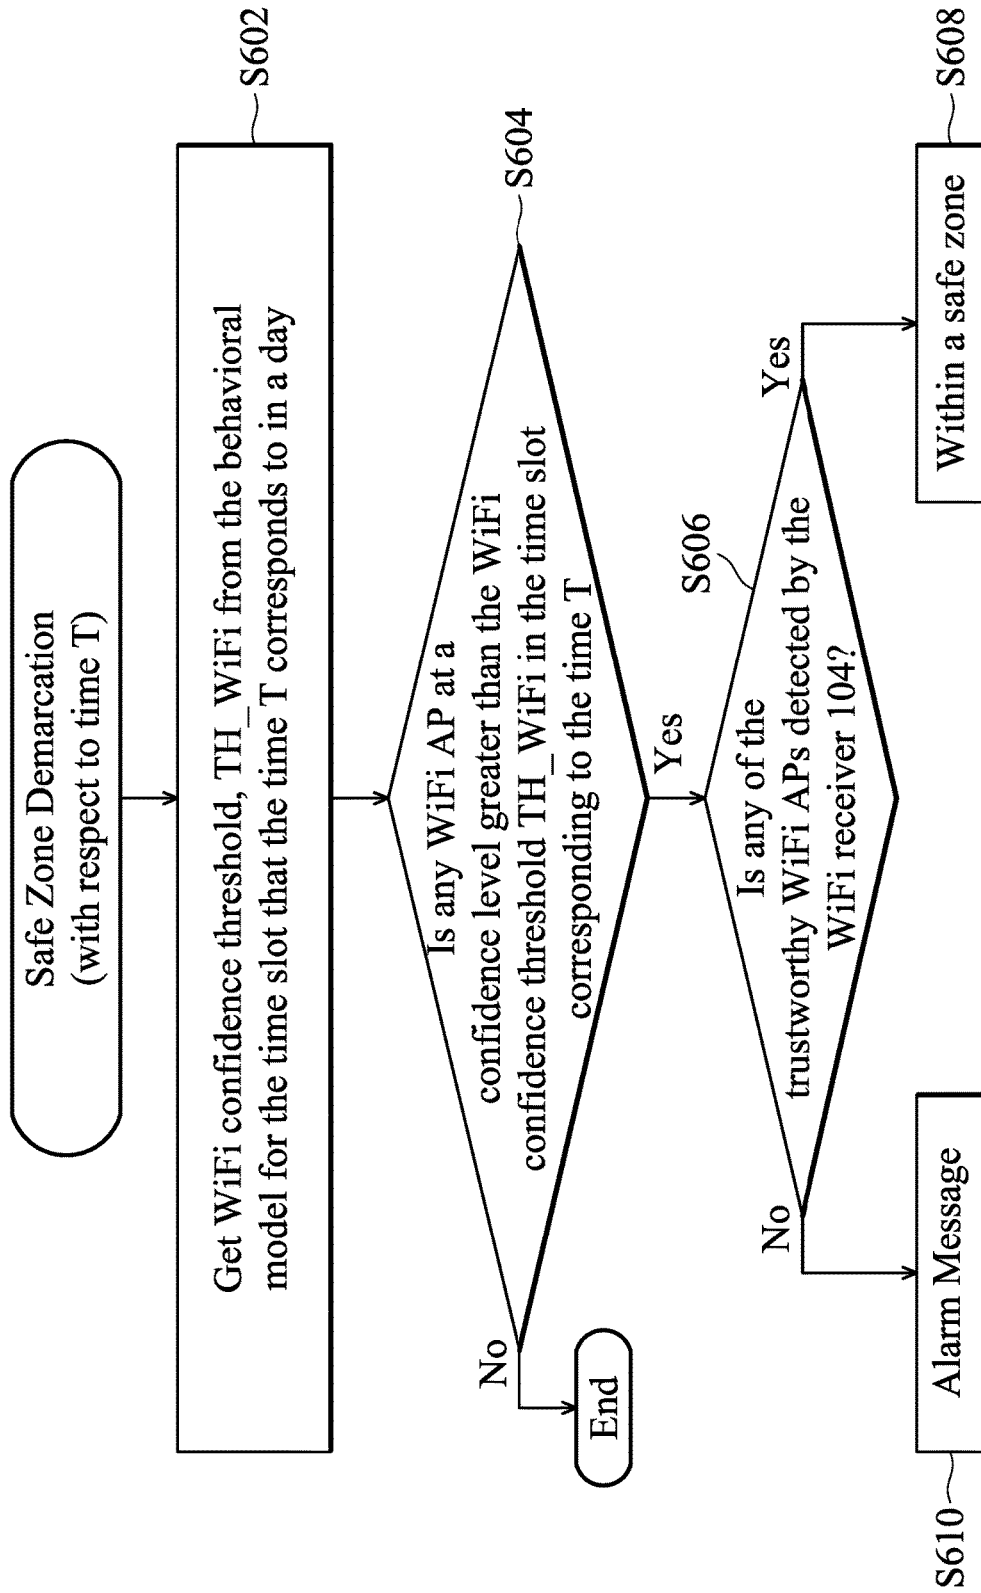 Safe Zone Demarcation
(with respect to time T)
S602
Get WiFi confidence threshold, TH_WiFi from the behavioral
model for the time slot that the time T corresponds to in a day
S604
Is any WiFi AP at a
confidence level greater than the WiFi
confidence threshold TH_WiFi in the time slot
corresponding to the time T
No
End
Yes
S606
Is any of the
trustworthy WiFi APs detected by the
WiFi receiver 104?
No
Yes
S610
Alarm Message
Within a safe zone
S608